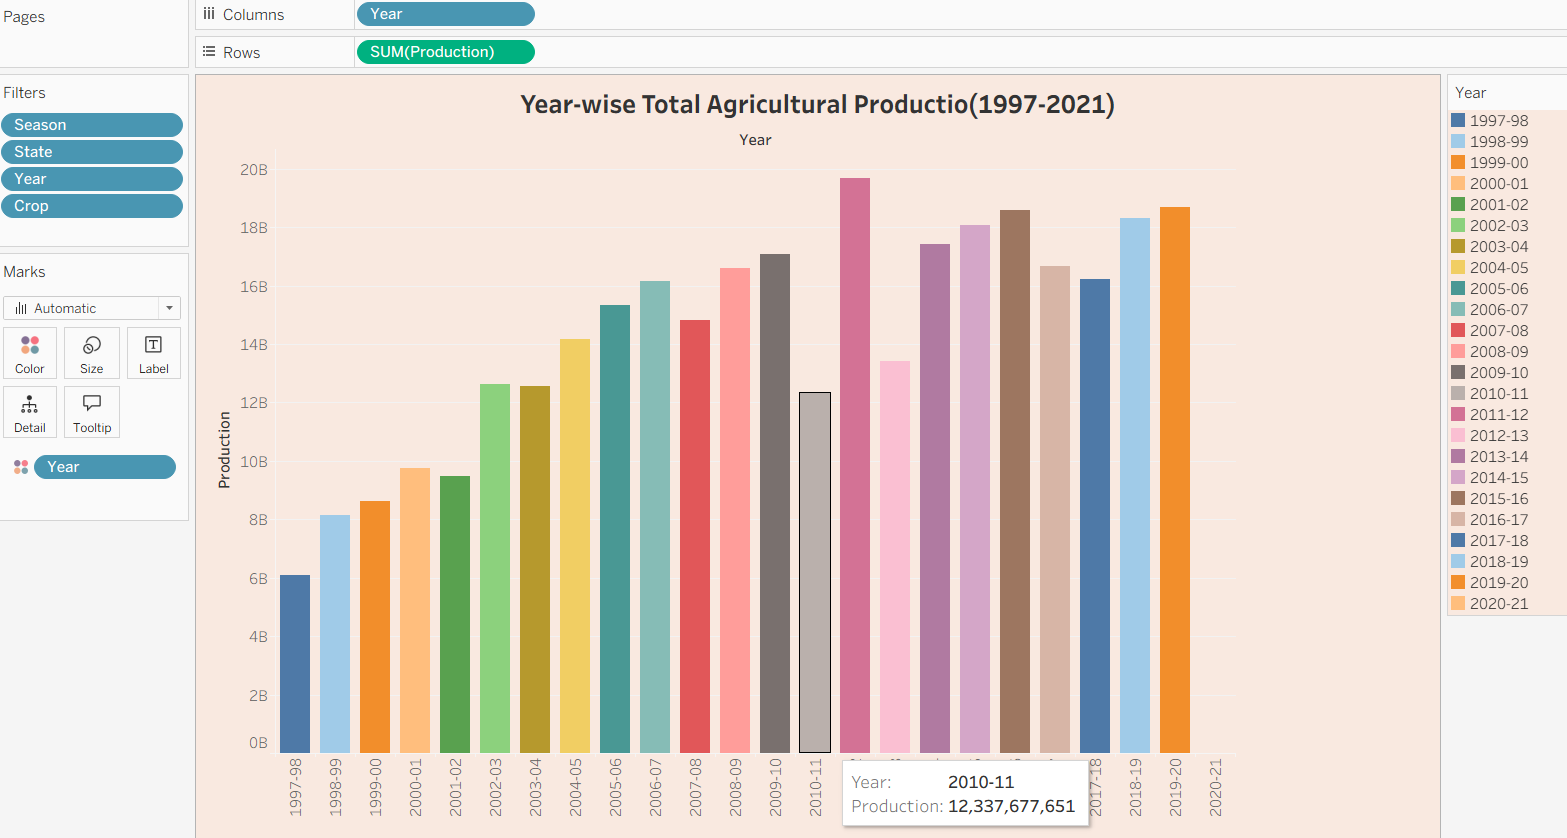 Pages
Columns
Year
Rows
SUM(Production)
Filters
Season
State
Year
Crop
Marks
Automatic
Color
Size
Label
Detail
Tooltip
Year
Year-wise Total Agricultural Productio(1997-2021)
Year
Production
20B
18B
16B
14B
12B
10B
8B
6B
4B
2B
0B
1997-98
1998-99
1999-00
2000-01
2001-02
2002-03
2003-04
2004-05
2005-06
2006-07
2007-08
2008-09
2009-10
2010-11
2017-18
2018-19
2019-20
2020-21
Year: 2010-11
Production: 12,337,677,651
Year
1997-98
1998-99
1999-00
2000-01
2001-02
2002-03
2003-04
2004-05
2005-06
2006-07
2007-08
2008-09
2009-10
2010-11
2011-12
2012-13
2013-14
2014-15
2015-16
2016-17
2017-18
2018-19
2019-20
2020-21